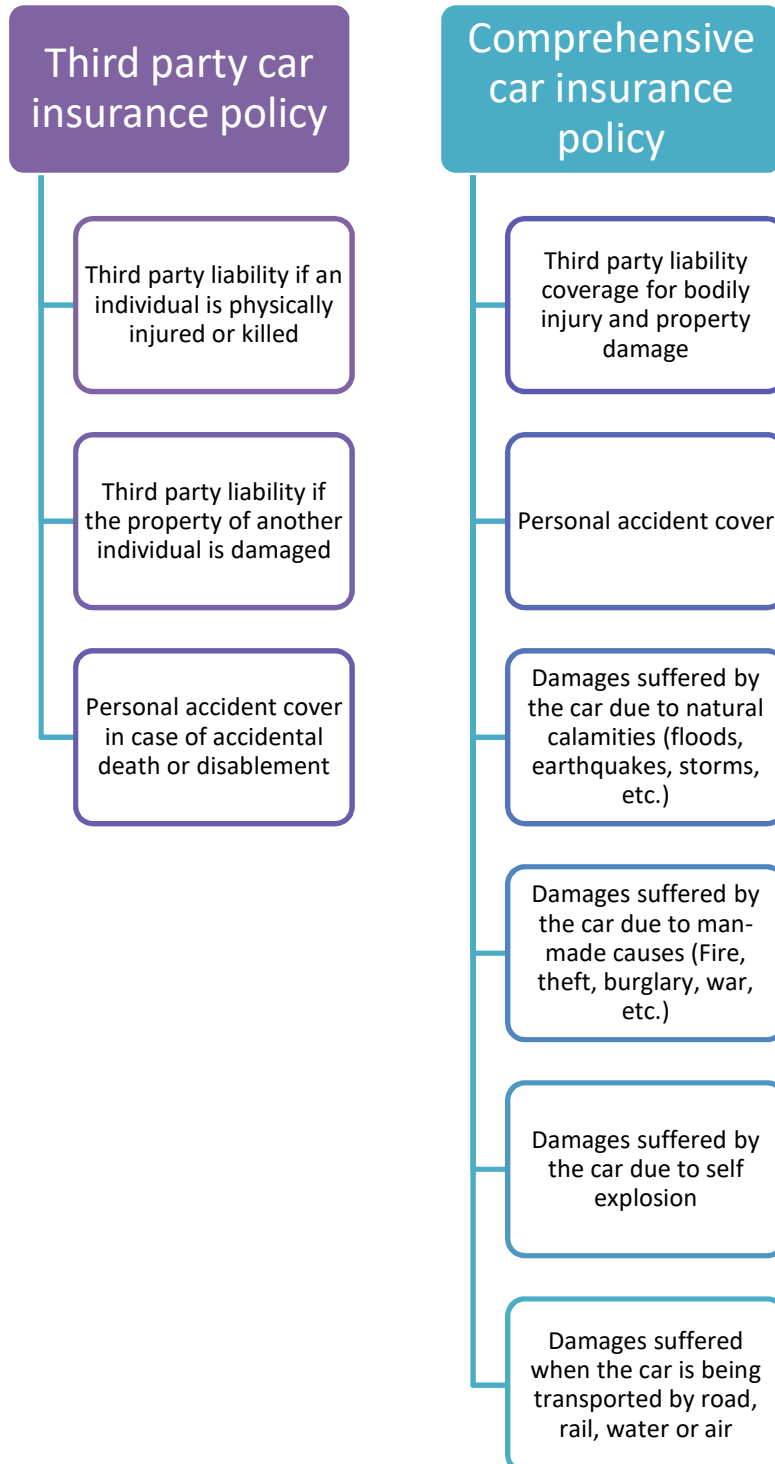 Third party car
insurance policy
Third party liability if an
individual is physically
injured or killed
Third party liability if
the property of another
individual is damaged
Personal accident cover
in case of accidental
death or disablement
Comprehensive
car insurance
policy
Third party liability
coverage for bodily
injury and property
damage
Personal accident cover
Damages suffered by
the car due to natural
calamities (floods,
earthquakes, storms,
etc.)
Damages suffered by
the car due to man-
made causes (Fire,
theft, burglary, war,
etc.)
Damages suffered by
the car due to self
explosion
Damages suffered
when the car is being
transported by road,
rail, water or air